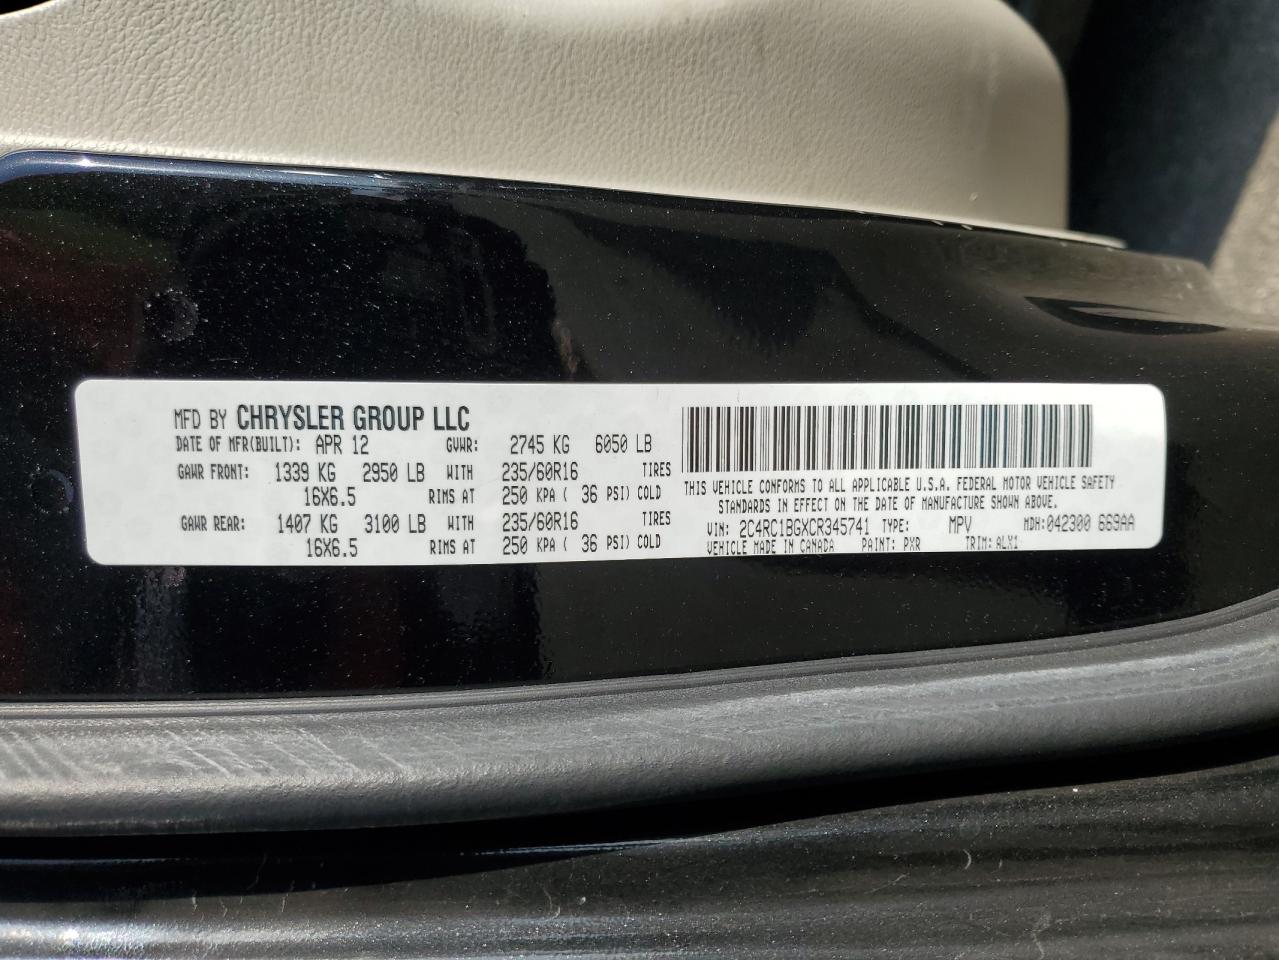 MFD BY CHRYSLER GROUP LLC
DATE OF MFR(BUILT): APR 12 GVWR: 2745 KG 6050 LB
GAWR FRONT: 1339 KG 2950 LB WITH 235/60R16 TIRES
16X6.5 RIMS AT 250 KPA ( 36 PSI) COLD
GAWR REAR: 1407 KG 3100 LB WITH 235/60R16 TIRES
16X6.5 RIMS AT 250 KPA ( 36 PSI) COLD
THIS VEHICLE CONFORMS TO ALL APPLICABLE U.S.A. FEDERAL MOTOR VEHICLE SAFETY
STANDARDS IN EFFECT ON THE DATE OF MANUFACTURE SHOWN ABOVE.
VIN: 2C4RC1BGXCR345741 TYPE: MPV MDH:042300 669AA
VEHICLE MADE IN CANADA PAINT: PXR TRIM: ALX1